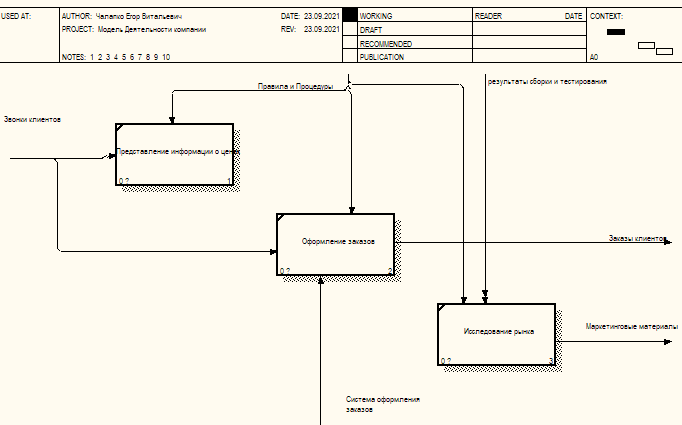 USED AT:
AUTHOR: Чалапко Егор Витальевич
DATE: 23.09.2021
WORKING
READER
DATE
CONTEXT:
PROJECT: Модель Деятельности компании
REV: 23.09.2021
DRAFT
RECOMMENDED
NOTES: 1 2 3 4 5 6 7 8 9 10
PUBLICATION
A0
Правила и Процедуры
результаты сборки и тестирования
Звонки клиентов
Представление информации о ценах
0 ?
1
Оформление заказов
0 ?
2
Заказы клиентов
Исследование рынка
0 ?
3
Маркетинговые материалы
Система оформления
заказов